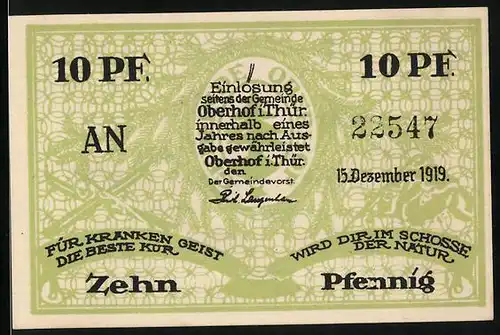 10 PF.
10 PF.
Einlosung
seitens der Gemeinde
Oberhof i. Thür.
innerhalb eines
Jahres nach Aus-
gabe gewährleistet
Oberhof i. Thür.
den
Der Gemeindevorst.
AN
22547
15. Dezember 1919.
FÜR KRANKEN GEIST
DIE BESTE KUR
WIRD DIR IM SCHOSSE
DER NATUR
Zehn
Pfennig